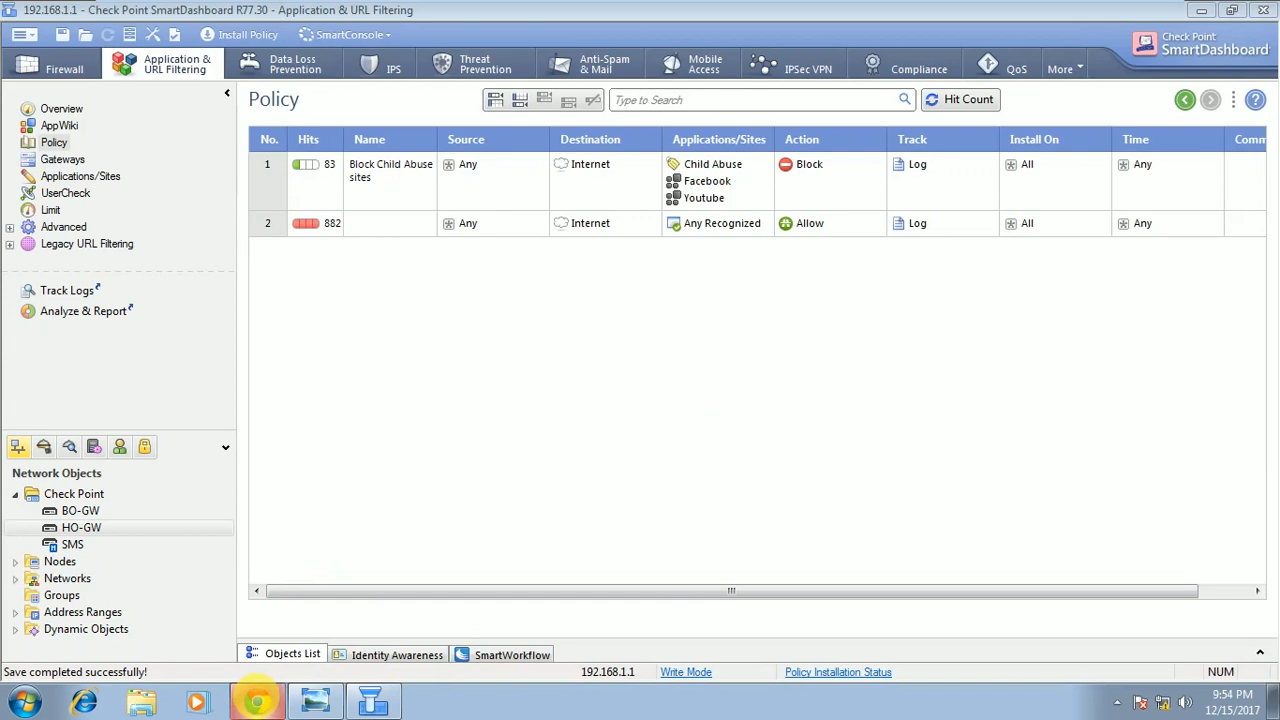 192.168.1.1 - Check Point SmartDashboard R77.30 - Application & URL Filtering
Install Policy
SmartConsole
Check Point
SmartDashboard
Firewall
Application &
URL Filtering
Data Loss
Prevention
IPS
Threat
Prevention
Anti-Spam
& Mail
Mobile
Access
IPSec VPN
Compliance
QoS
More
Overview
AppWiki
Policy
Gateways
Applications/Sites
UserCheck
Limit
Advanced
Legacy URL Filtering
Track Logs
Analyze & Report
Policy
Type to Search
Hit Count
No. Hits Name Source Destination Applications/Sites Action Track Install On Time Comm
1 83 Block Child Abuse Any Internet Child Abuse Block Log All Any
sites Facebook
Youtube
2 882 Any Internet Any Recognized Allow Log All Any
Network Objects
Check Point
BO-GW
HO-GW
SMS
Nodes
Networks
Groups
Address Ranges
Dynamic Objects
Objects List
Identity Awareness
SmartWorkflow
Save completed successfully! 192.168.1.1 Write Mode Policy Installation Status NUM
9:54 PM
12/15/2017